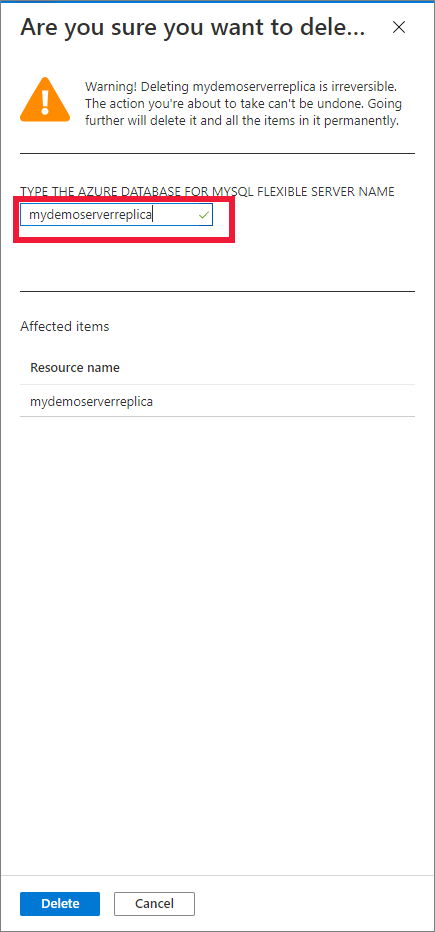 Are you sure you want to dele...
Warning! Deleting mydemoserverreplica is irreversible.
The action you're about to take can't be undone. Going
further will delete it and all the items in it permanently.
TYPE THE AZURE DATABASE FOR MYSQL FLEXIBLE SERVER NAME
mydemoserverreplica
Affected items
Resource name
mydemoserverreplica
Delete
Cancel